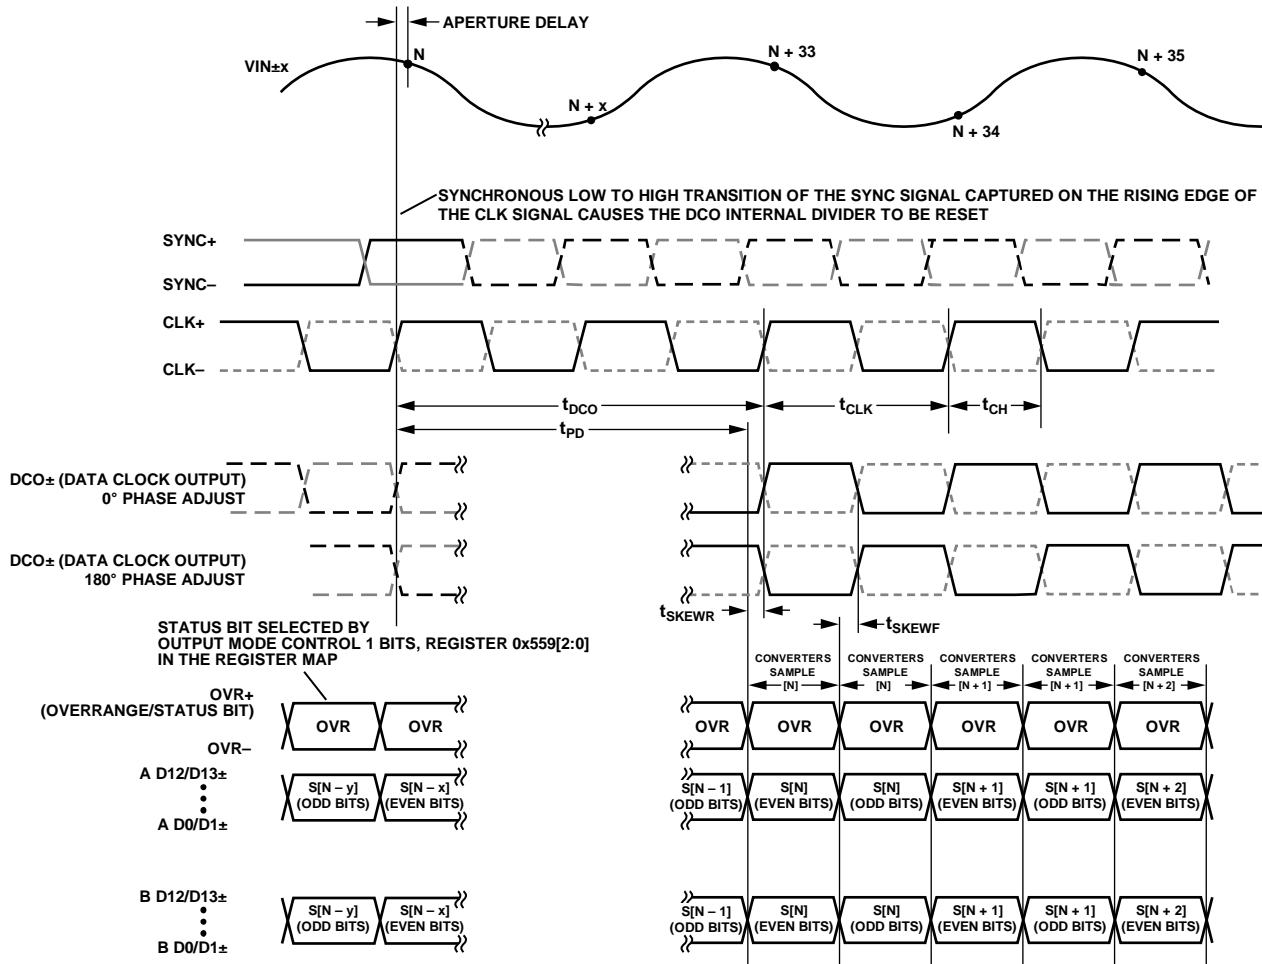 APERTURE DELAY
N
N + 33
N + 35
VIN±x
N + x
N + 34
SYNCHRONOUS LOW TO HIGH TRANSITION OF THE SYNC SIGNAL CAPTURED ON THE RISING EDGE OF
THE CLK SIGNAL CAUSES THE DCO INTERNAL DIVIDER TO BE RESET
SYNC+
SYNC–
CLK+
CLK–
tDCO
tCLK
tCH
tPD
DCO± (DATA CLOCK OUTPUT)
0° PHASE ADJUST
DCO± (DATA CLOCK OUTPUT)
180° PHASE ADJUST
tSKEWR
tSKEWF
STATUS BIT SELECTED BY
OUTPUT MODE CONTROL 1 BITS, REGISTER 0x559[2:0]
IN THE REGISTER MAP
CONVERTERS SAMPLE [N]
CONVERTERS SAMPLE [N]
CONVERTERS SAMPLE [N + 1]
CONVERTERS SAMPLE [N + 1]
CONVERTERS SAMPLE [N + 2]
OVR+
(OVERRANGE/STATUS BIT)
OVR–
OVR OVR OVR OVR OVR OVR OVR OVR
A D12/D13±
A D0/D1±
S[N – y] S[N – x] S[N – 1] S[N] S[N] S[N + 1] S[N + 1] S[N + 2]
(ODD BITS) (EVEN BITS) (ODD BITS) (EVEN BITS) (ODD BITS) (EVEN BITS) (ODD BITS) (EVEN BITS)
B D12/D13±
B D0/D1±
S[N – y] S[N – x] S[N – 1] S[N] S[N] S[N + 1] S[N + 1] S[N + 2]
(ODD BITS) (EVEN BITS) (ODD BITS) (EVEN BITS) (ODD BITS) (EVEN BITS) (ODD BITS) (EVEN BITS)